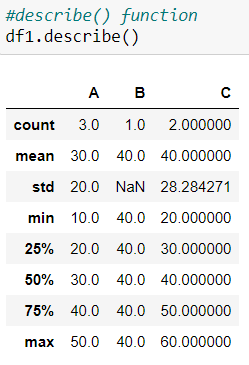 #describe() function
df1.describe()
A B C
count 3.0 1.0 2.000000
mean 30.0 40.0 40.000000
std 20.0 NaN 28.284271
min 10.0 40.0 20.000000
25% 20.0 40.0 30.000000
50% 30.0 40.0 40.000000
75% 40.0 40.0 50.000000
max 50.0 40.0 60.000000